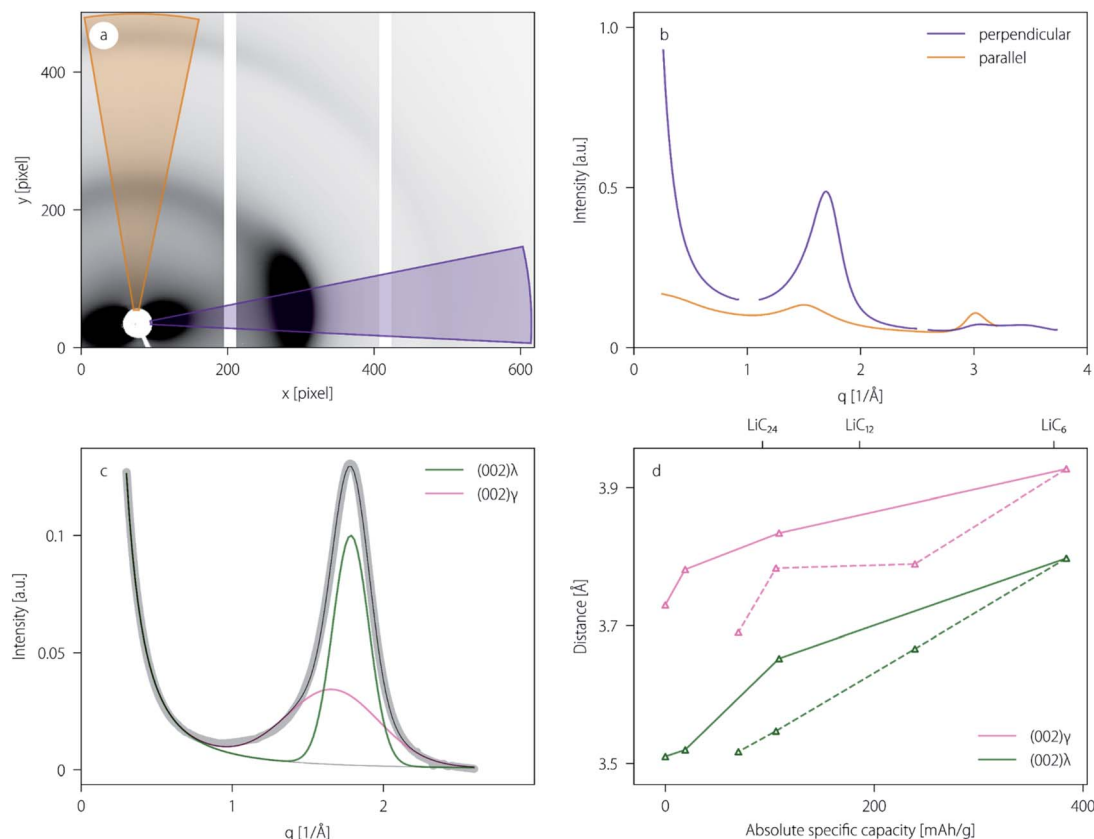 a
400
200
0
y [pixel]
0
200
400
600
x [pixel]
b
perpendicular
parallel
1.0
0.5
0.0
Intensity [a.u.]
0
1
2
3
4
q [1/Å]
c
(002)λ
(002)γ
0.1
0.05
0
Intensity [a.u.]
0
1
2
q [1/Å]
LiC24
LiC12
LiC6
d
3.9
3.7
3.5
Distance [Å]
(002)γ
(002)λ
0
200
400
Absolute specific capacity [mAh/g]